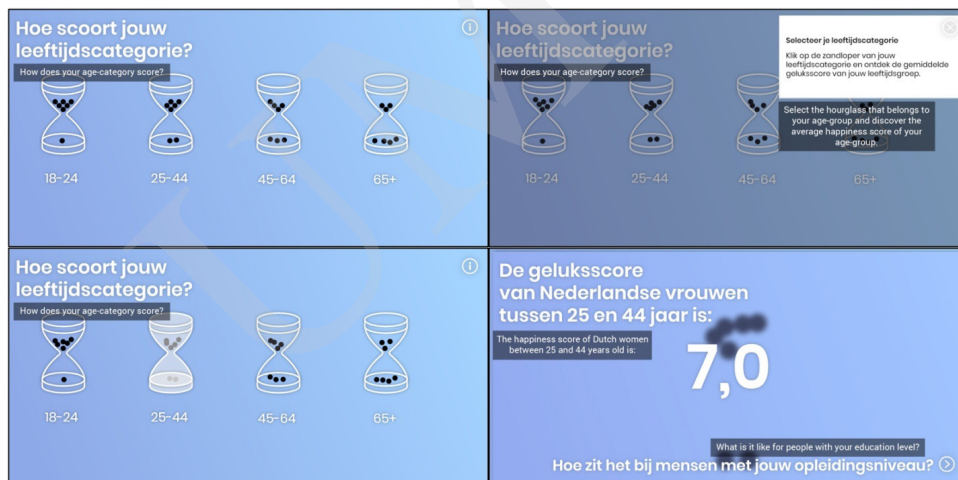 Hoe scoort jouw
leeftijdscategorie?
How does your age-category score?
18-24
25-44
45-64
65+
Hoe scoort jouw
leeftijdscategorie?
How does your age-category score?
Selecteer je leeftijdscategorie
Klik op de zandloper van jouw
leeftijdscategorie en ontdek de gemiddelde
geluksscore van jouw leeftijdsgroep.
Select the hourglass that belongs to
your age-group and discover the
average happiness score of your
age-group.
18-24
25-44
45-64
65+
Hoe scoort jouw
leeftijdscategorie?
How does your age-category score?
18-24
25-44
45-64
65+
De geluksscore
van Nederlandse vrouwen
tussen 25 en 44 jaar is:
The happiness score of Dutch women
between 25 and 44 years old is:
7,0
What is it like for people with your education level?
Hoe zit het bij mensen met jouw opleidingsniveau?